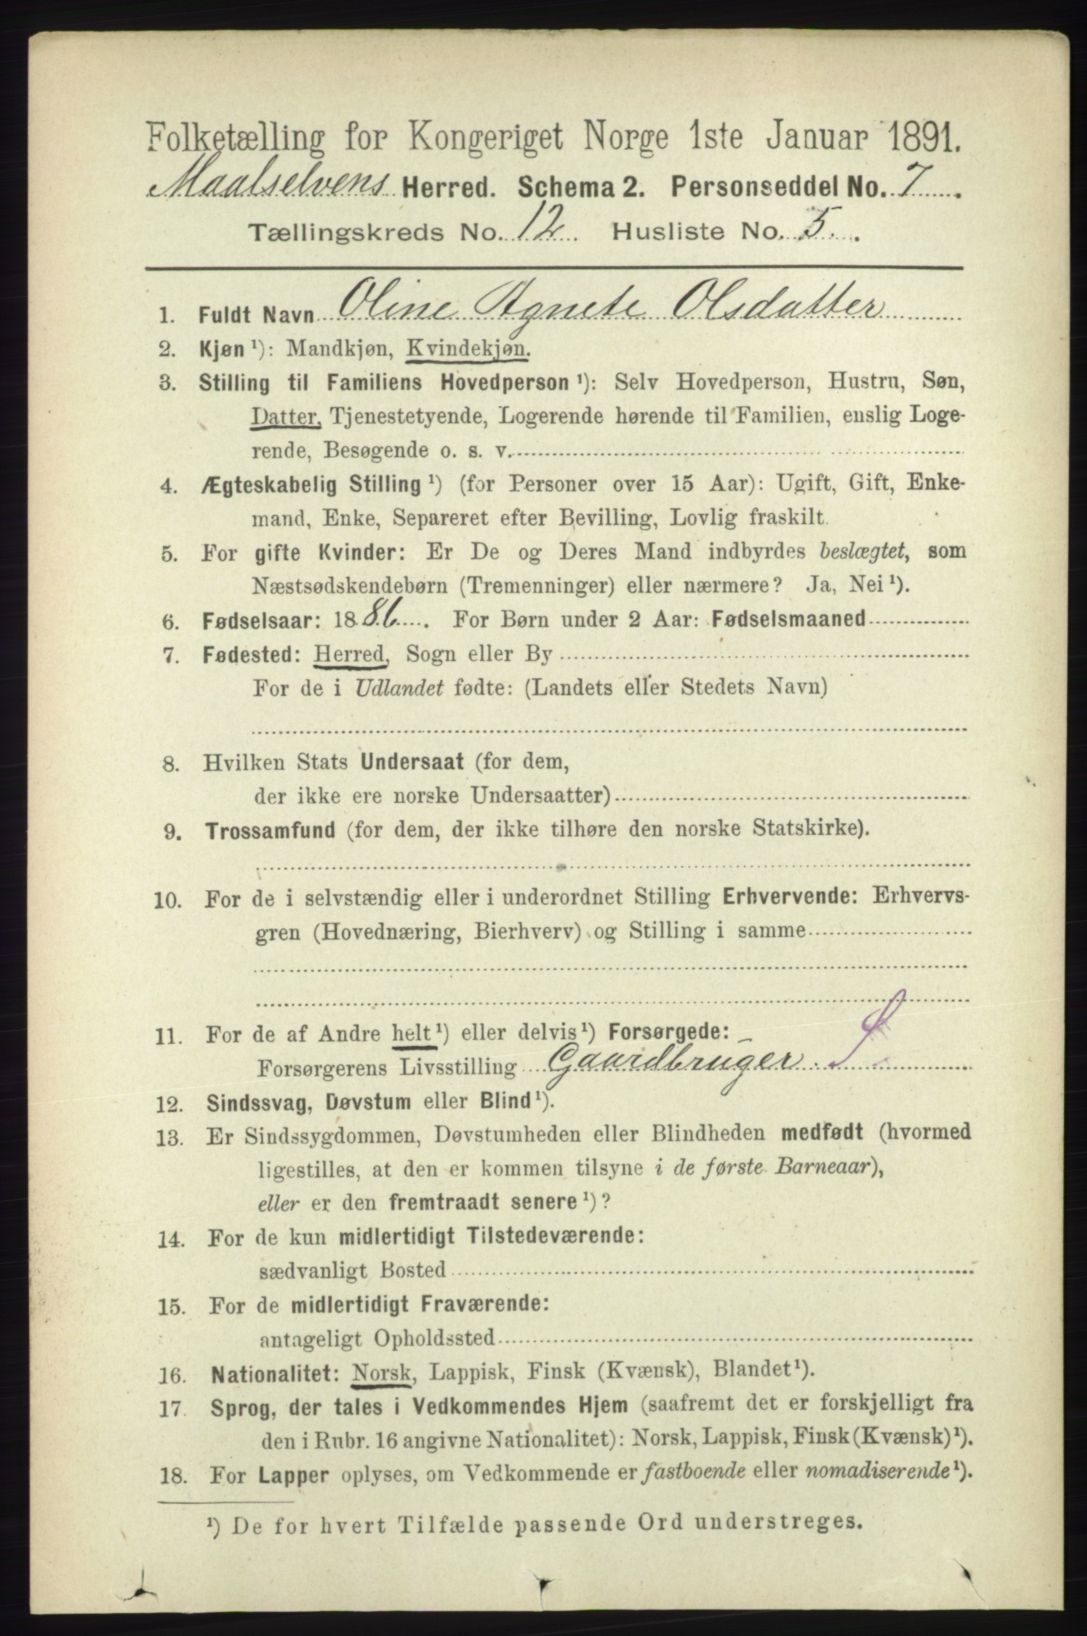 Folketælling for Kongeriget Norge 1ste Januar 1891.
Maalselvens Herred. Schema 2. Personseddel No. 7.
Tællingskreds No. 12. Husliste No. 5.
1. Fuldt Navn Oline Agnete Olsdatter
2. Kjøn ¹): Mandkjøn, Kvindekjøn.
3. Stilling til Familiens Hovedperson ¹): Selv Hovedperson, Hustru, Søn,
Datter, Tjenestetyende, Logerende hørende til Familien, enslig Loge-
rende, Besøgende o. s. v.
4. Ægteskabelig Stilling ¹) (for Personer over 15 Aar): Ugift, Gift, Enke-
mand, Enke, Separeret efter Bevilling, Lovlig fraskilt.
5. For gifte Kvinder: Er De og Deres Mand indbyrdes beslægtet, som
Næstsødskendebørn (Tremenninger) eller nærmere? Ja, Nei ¹).
6. Fødselsaar: 1886. For Børn under 2 Aar: Fødselsmaaned
7. Fødested: Herred, Sogn eller By
For de i Udlandet fødte: (Landets eller Stedets Navn)
8. Hvilken Stats Undersaat (for dem,
der ikke ere norske Undersaatter)
9. Trossamfund (for dem, der ikke tilhøre den norske Statskirke).
10. For de i selvstændig eller i underordnet Stilling Erhvervende: Erhvervs-
gren (Hovednæring, Bierhverv) og Stilling i samme
11. For de af Andre helt ¹) eller delvis ¹) Forsørgede:
Forsørgerens Livsstilling Gaardbruger. S.
12. Sindssvag, Døvstum eller Blind ¹).
13. Er Sindssygdommen, Døvstumheden eller Blindheden medfødt (hvormed
ligestilles, at den er kommen tilsyne i de første Barneaar),
eller er den fremtraadt senere ¹)?
14. For de kun midlertidigt Tilstedeværende:
sædvanligt Bosted
15. For de midlertidigt Fraværende:
antageligt Opholdssted
16. Nationalitet: Norsk, Lappisk, Finsk (Kvænsk), Blandet ¹).
17. Sprog, der tales i Vedkommendes Hjem (saafremt det er forskjelligt fra
den i Rubr. 16 angivne Nationalitet): Norsk, Lappisk, Finsk (Kvænsk) ¹).
18. For Lapper oplyses, om Vedkommende er fastboende eller nomadiserende ¹).
¹) De for hvert Tilfælde passende Ord understreges.